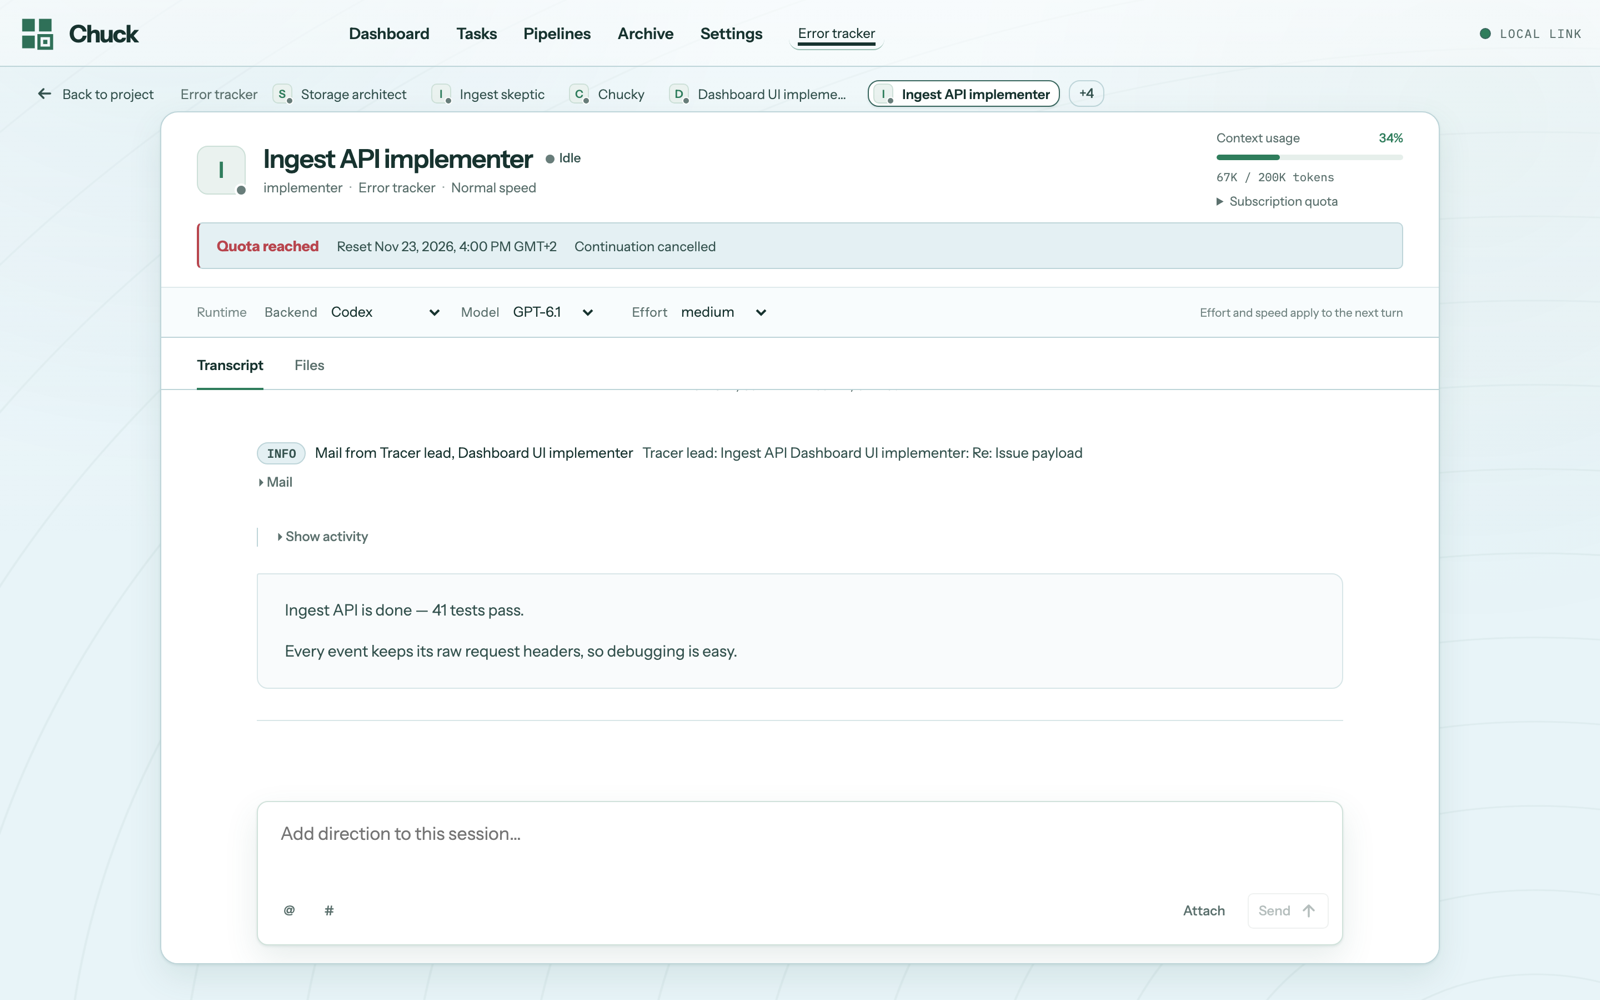 Chuck
Dashboard Tasks Pipelines Archive Settings Error tracker
LOCAL LINK
Back to project Error tracker S Storage architect I Ingest skeptic C Chucky D Dashboard UI impleme... I Ingest API implementer +4
I
Ingest API implementer Idle
implementer · Error tracker · Normal speed
Context usage 34%
67K / 200K tokens
Subscription quota
Quota reached Reset Nov 23, 2026, 4:00 PM GMT+2 Continuation cancelled
Runtime Backend Codex Model GPT-6.1 Effort medium Effort and speed apply to the next turn
Transcript Files
INFO Mail from Tracer lead, Dashboard UI implementer Tracer lead: Ingest API Dashboard UI implementer: Re: Issue payload
Mail
Show activity
Ingest API is done — 41 tests pass.
Every event keeps its raw request headers, so debugging is easy.
Add direction to this session...
@ # Attach Send